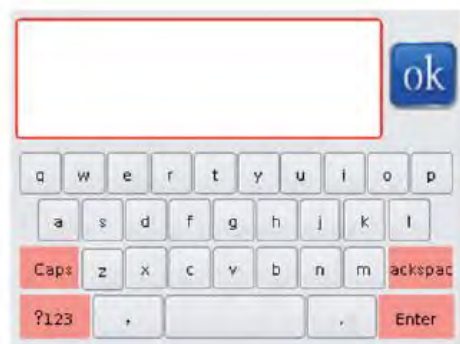 ok
q w e r t y u i o p
a s d f g h j k l
Caps z x c v b n m ackspac
?123 , . Enter